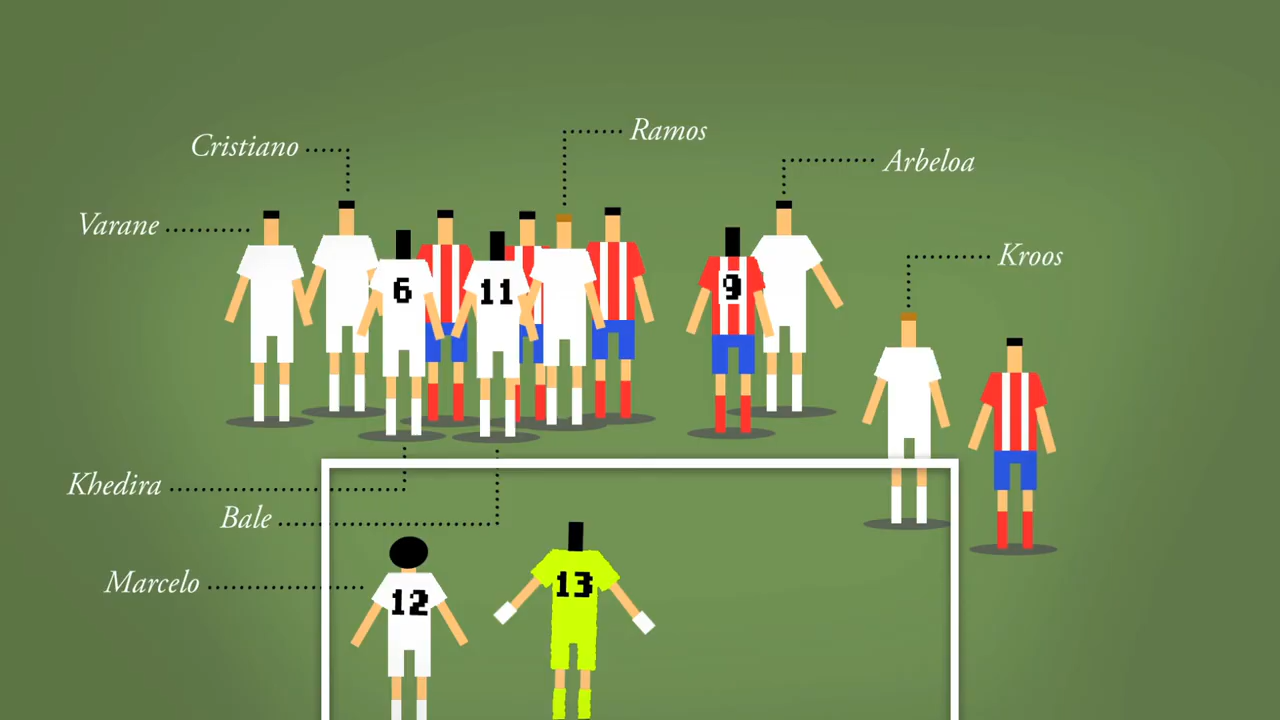 Ramos
Cristiano
Arbeloa
Varane
Kroos
6
11
9
Khedira
Bale
Marcelo
12
13